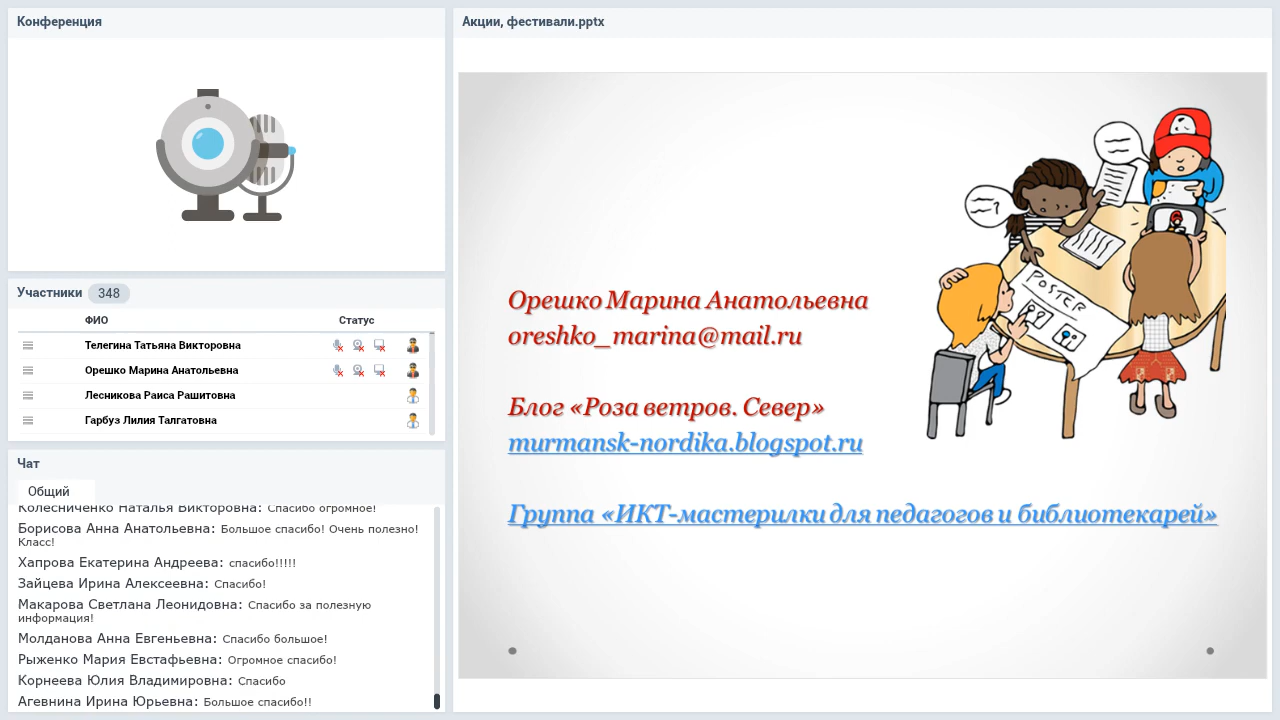 Конференция
Участники 348
ФИО Статус
Телегина Татьяна Викторовна
Орешко Марина Анатольевна
Лесникова Раиса Рашитовна
Гарбуз Лилия Талгатовна
Чат
Общий
Колесниченко Наталья Викторовна: Спасибо огромное!
Борисова Анна Анатольевна: Большое спасибо! Очень полезно!
Класс!
Хапрова Екатерина Андреева: спасибо!!!!!
Зайцева Ирина Алексеевна: Спасибо!
Макарова Светлана Леонидовна: Спасибо за полезную
информация!
Молданова Анна Евгеньевна: Спасибо большое!
Рыженко Мария Евстафьевна: Огромное спасибо!
Корнеева Юлия Владимировна: Спасибо
Агевнина Ирина Юрьевна: Большое спасибо!!
Акции, фестивали.pptx
Орешко Марина Анатольевна
oreshko_marina@mail.ru
Блог «Роза ветров. Север»
murmansk-nordika.blogspot.ru
Группа «ИКТ-мастерилки для педагогов и библиотекарей»
POSTER
?